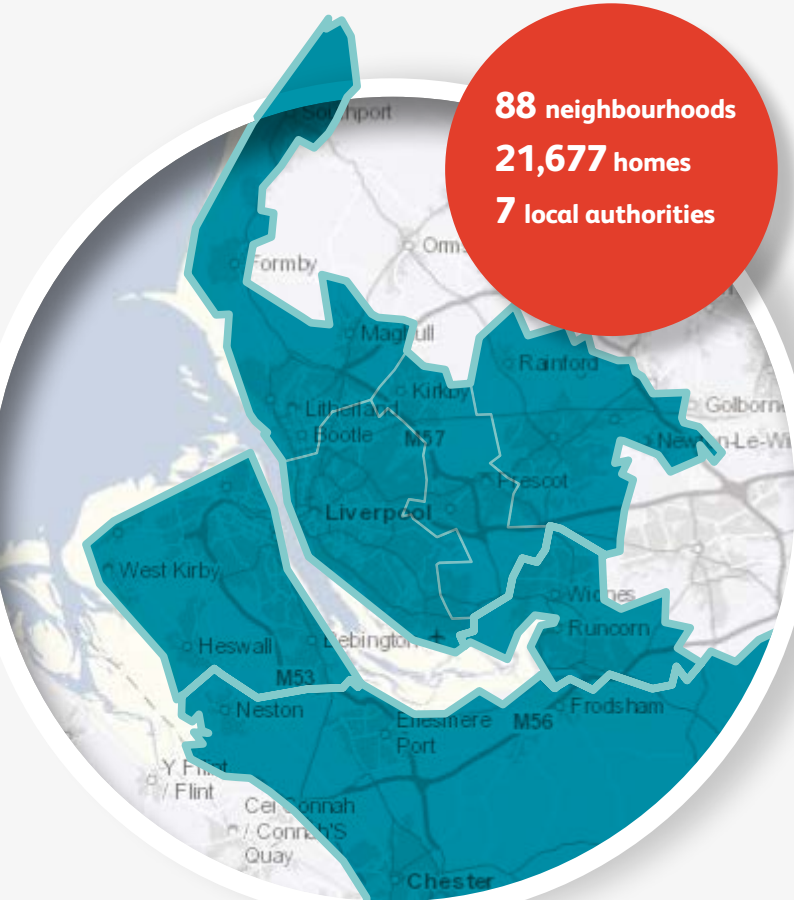 88 neighbourhoods
21,677 homes
7 local authorities
Southport
Formby
Maghull
Rainford
Kirkby
Litherland
Bootle
M57
Prescot
Liverpool
West Kirby
Heswall
Bebington
M53
Widnes
Runcorn
Neston
Ellesmere
Port
M56
Frodsham
/ Flint
/ Connah'S
Quay
Chester